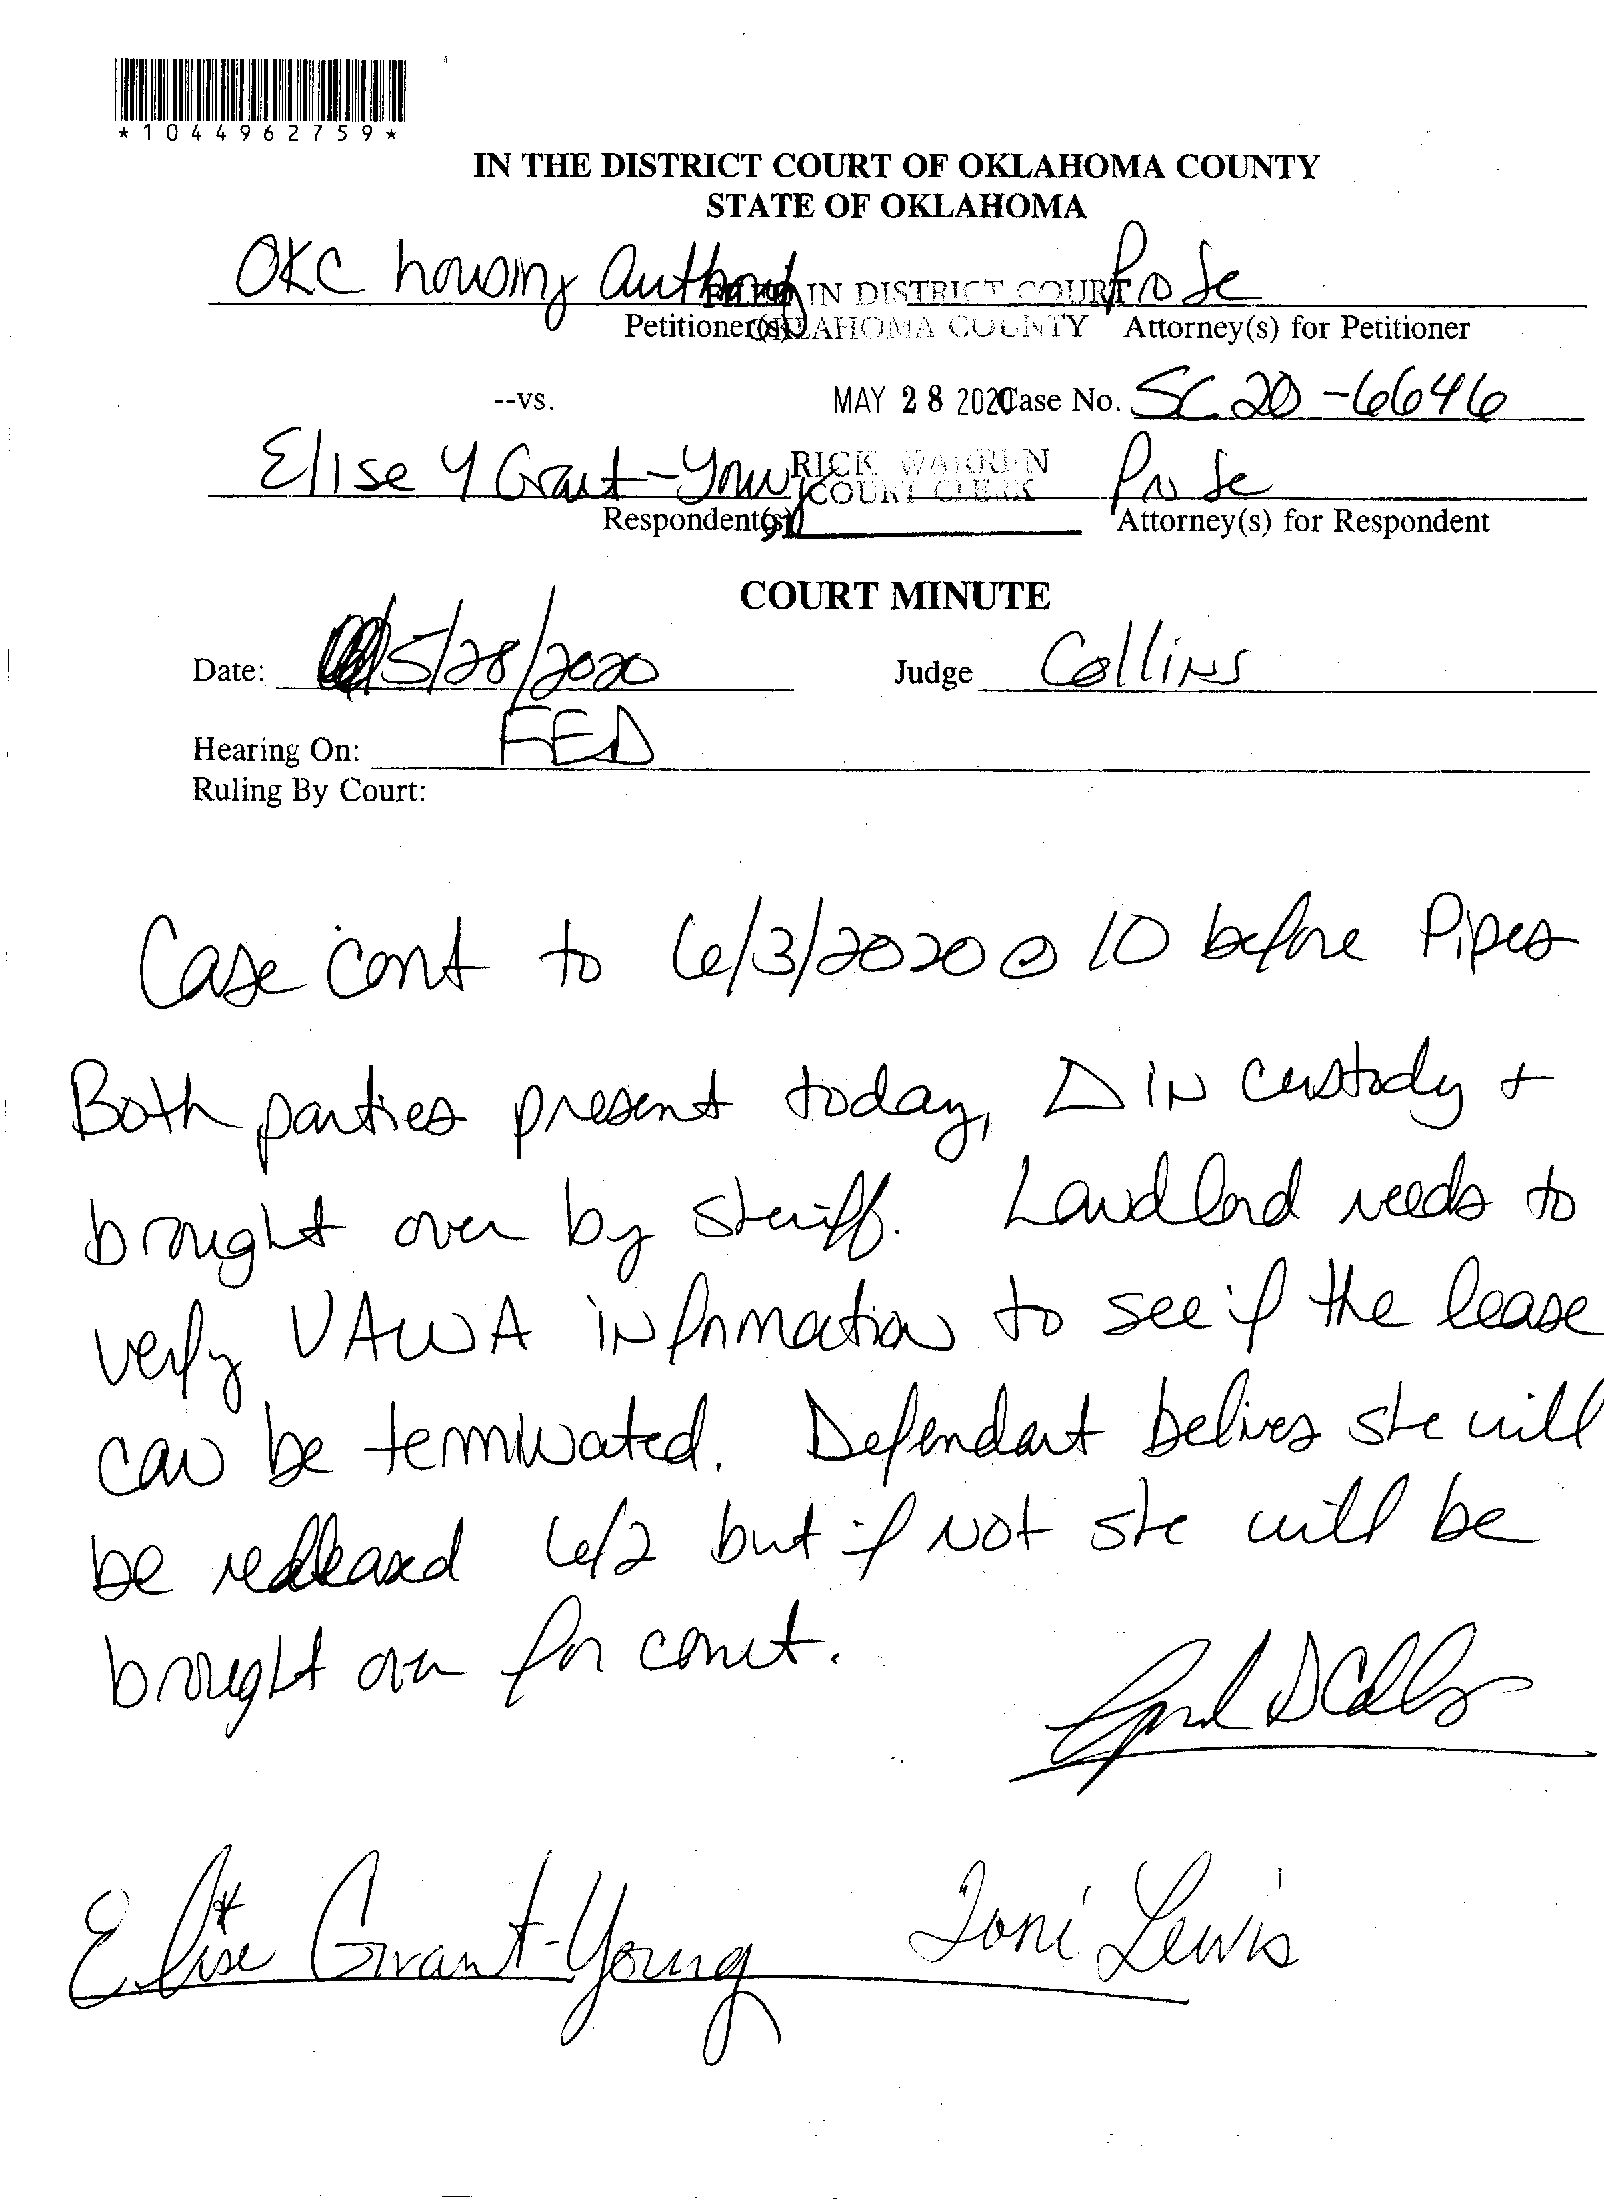 *1044962759*
IN THE DISTRICT COURT OF OKLAHOMA COUNTY
STATE OF OKLAHOMA
OKC housing Authority Pro Se
FILED IN DISTRICT COURT
Petitioner(s) OKLAHOMA COUNTY Attorney(s) for Petitioner
--vs. MAY 28 2020 Case No. SC 20-6646
Elise Y Grant-Young RICK WARREN Pro Se
COURT CLERK
Respondent(s) Attorney(s) for Respondent
COURT MINUTE
Date: 5/28/2020 Judge Collins
Hearing On: FED
Ruling By Court:
Case cont to 6/3/2020 @ 10 before Pipes
Both parties present today, Δ in custody +
brought over by sheriff. Landlord needs to
verify VAWA information to see if the lease
can be terminated. Defendant belives she will
be released 6/2 but if not she will be
brought over for court.
Elise Grant-Young Toni Lewis